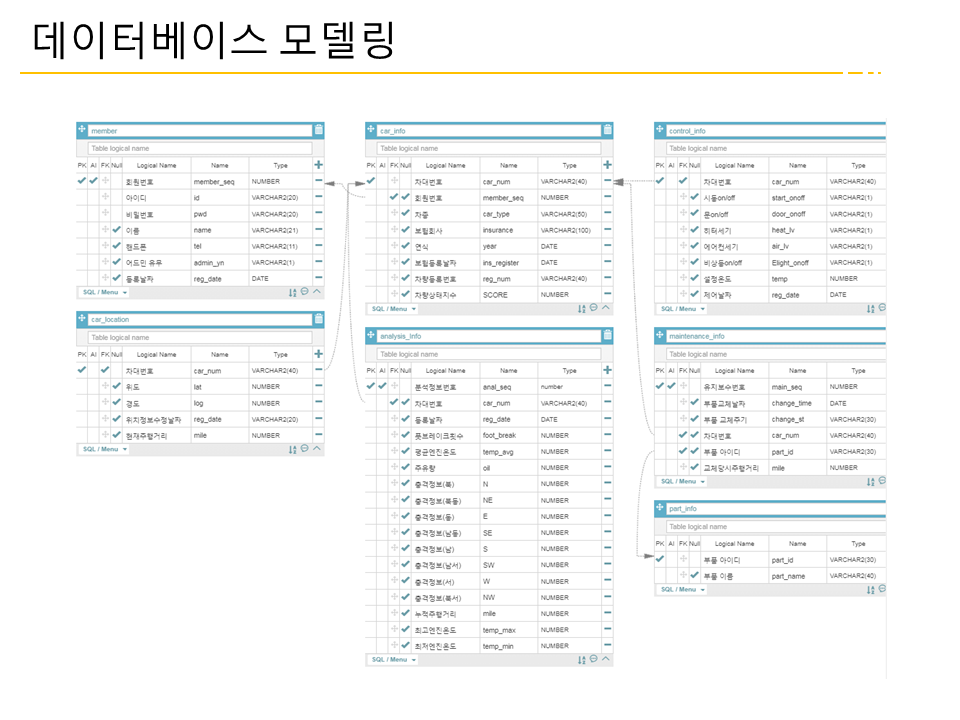 데이터베이스 모델링
member
Table logical name
PK AI FK Null Logical Name Name Type
회원번호 member_seq NUMBER
아이디 id VARCHAR2(20)
비밀번호 pwd VARCHAR2(20)
이름 name VARCHAR2(21)
핸드폰 tel VARCHAR2(11)
어드민 유무 admin_yn VARCHAR2(1)
등록날짜 reg_date DATE
SQL / Menu
car_location
Table logical name
PK AI FK Null Logical Name Name Type
차대번호 car_num VARCHAR2(40)
위도 lat NUMBER
경도 log NUMBER
위치정보수정날짜 reg_date VARCHAR2(20)
현재주행거리 mile NUMBER
SQL / Menu
car_info
Table logical name
PK AI FK Null Logical Name Name Type
차대번호 car_num VARCHAR2(40)
회원번호 member_seq NUMBER
차종 car_type VARCHAR2(50)
보험회사 insurance VARCHAR2(100)
연식 year DATE
보험등록날짜 ins_register DATE
차량등록번호 reg_num VARCHAR2(40)
차량상태지수 SCORE NUMBER
SQL / Menu
analysis_info
Table logical name
PK AI FK Null Logical Name Name Type
분석정보번호 anal_seq number
차대번호 car_num VARCHAR2(40)
등록날짜 reg_date DATE
풋브레이크횟수 foot_break NUMBER
평균엔진온도 temp_avg NUMBER
주유량 oil NUMBER
충격정보(북) N NUMBER
충격정보(북동) NE NUMBER
충격정보(동) E NUMBER
충격정보(남동) SE NUMBER
충격정보(남) S NUMBER
충격정보(남서) SW NUMBER
충격정보(서) W NUMBER
충격정보(북서) NW NUMBER
누적주행거리 mile NUMBER
최고엔진온도 temp_max NUMBER
최저엔진온도 temp_min NUMBER
SQL / Menu
control_info
Table logical name
PK AI FK Null Logical Name Name Type
차대번호 car_num VARCHAR2(40)
시동on/off start_onoff VARCHAR2(1)
문on/off door_onoff VARCHAR2(1)
히터세기 heat_lv VARCHAR2(1)
에어컨세기 air_lv VARCHAR2(1)
비상등on/off Elight_onoff VARCHAR2(1)
설정온도 temp NUMBER
제어날짜 reg_date DATE
SQL / Menu
maintenance_info
Table logical name
PK AI FK Null Logical Name Name Type
유지보수번호 main_seq NUMBER
부품교체날짜 change_time DATE
부품 교체주기 change_st VARCHAR2(30)
차대번호 car_num VARCHAR2(40)
부품 아이디 part_id VARCHAR2(30)
교체당시주행거리 mile NUMBER
SQL / Menu
part_info
Table logical name
PK AI FK Null Logical Name Name Type
부품 아이디 part_id VARCHAR2(30)
부품 이름 part_name VARCHAR2(40)
SQL / Menu